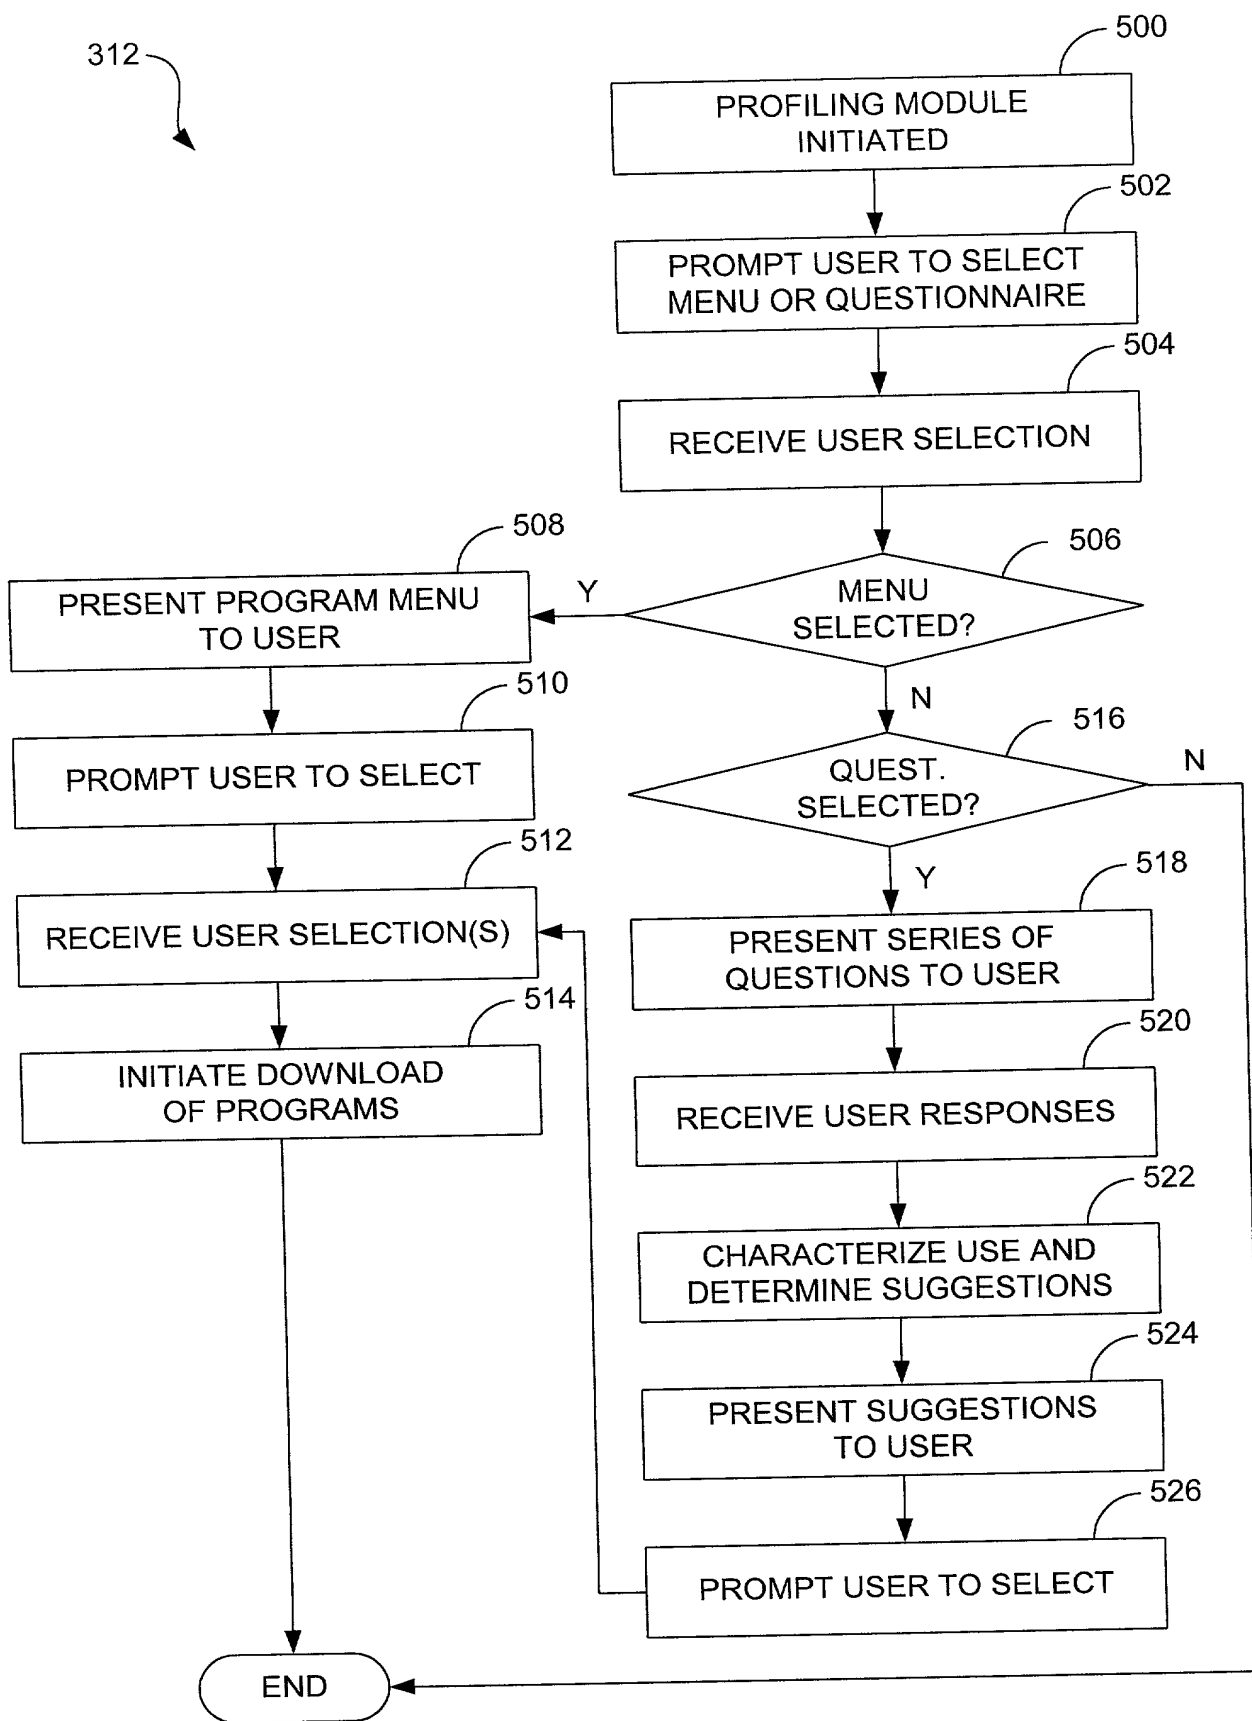 312
500
PROFILING MODULE
INITIATED
502
PROMPT USER TO SELECT
MENU OR QUESTIONNAIRE
504
RECEIVE USER SELECTION
506
MENU
SELECTED?
Y
N
508
PRESENT PROGRAM MENU
TO USER
510
PROMPT USER TO SELECT
512
RECEIVE USER SELECTION(S)
514
INITIATE DOWNLOAD
OF PROGRAMS
516
QUEST.
SELECTED?
N
Y
518
PRESENT SERIES OF
QUESTIONS TO USER
520
RECEIVE USER RESPONSES
522
CHARACTERIZE USE AND
DETERMINE SUGGESTIONS
524
PRESENT SUGGESTIONS
TO USER
526
PROMPT USER TO SELECT
END